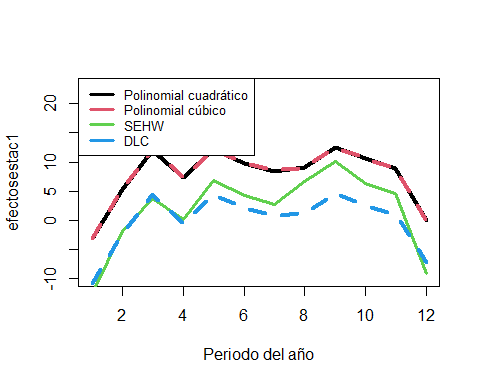 Polinomial cuadrático
Polinomial cúbico
SEHW
DLC
efectosestac1
20
10
5
0
-10
2
4
6
8
10
12
Periodo del año